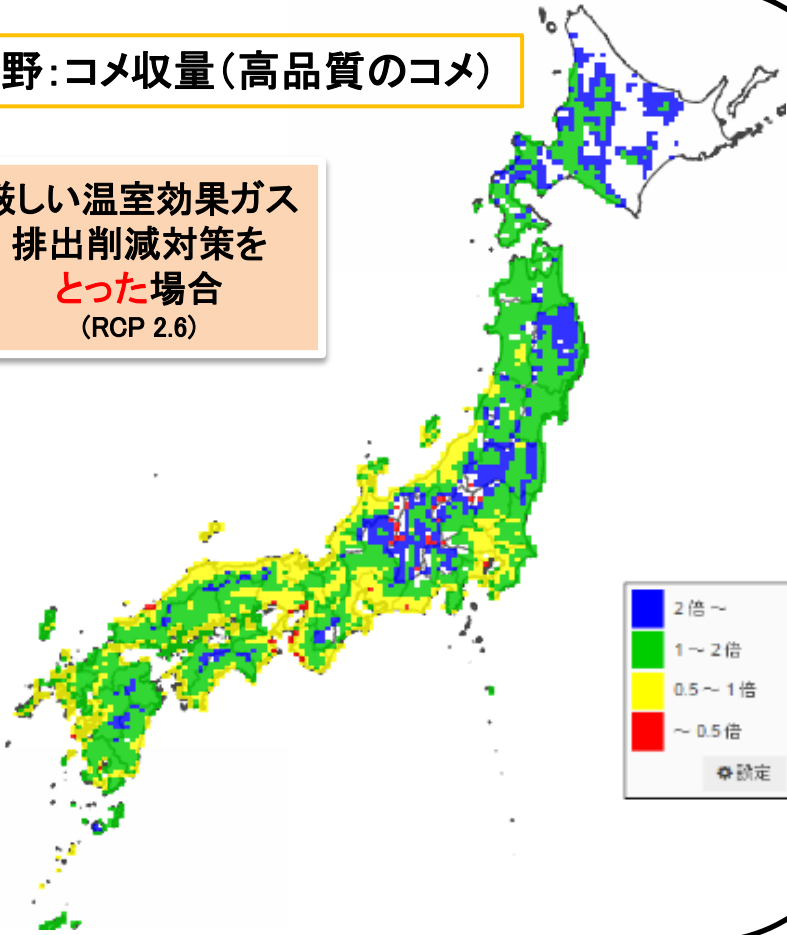 野：コメ収量（高品質のコメ）
厳しい温室効果ガス
排出削減対策を
とった場合
(RCP 2.6)
2倍～
1～2倍
0.5～1倍
～0.5倍
設定